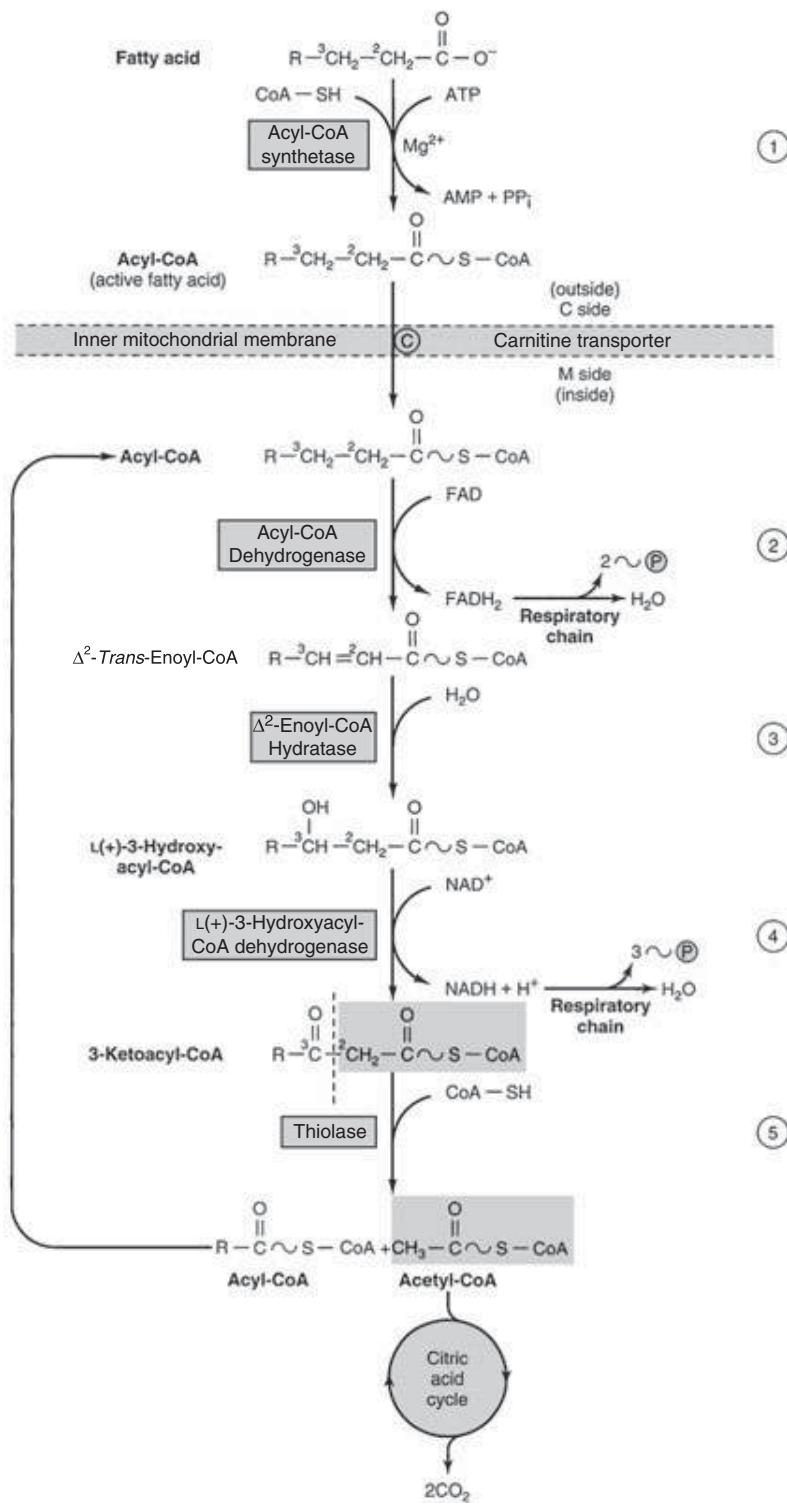 O
||
Fatty acid R—³CH₂—²CH₂—C—O⁻
CoA—SH ATP
Acyl-CoA
synthetase
Mg²⁺
①
AMP + PPᵢ
O
||
Acyl-CoA
(active fatty acid)
R—³CH₂—²CH₂—C～S—CoA
(outside)
C side
Inner mitochondrial membrane C Carnitine transporter
M side
(inside)
O
||
Acyl-CoA R—³CH₂—²CH₂—C～S—CoA
FAD
Acyl-CoA
Dehydrogenase
②
FADH₂
2～Ⓟ
H₂O
Respiratory
chain
O
||
Δ²-Trans-Enoyl-CoA R—³CH=²CH—C～S—CoA
H₂O
Δ²-Enoyl-CoA
Hydratase
③
OH O
| ||
L(+)-3-Hydroxy-
acyl-CoA
R—³CH—²CH₂—C～S—CoA
NAD⁺
L(+)-3-Hydroxyacyl-
CoA dehydrogenase
④
NADH + H⁺
3～Ⓟ
H₂O
Respiratory
chain
O O
|| ||
3-Ketoacyl-CoA R—³C—²CH₂—C～S—CoA
CoA—SH
Thiolase
⑤
O O
|| ||
R—C～S—CoA + CH₃—C～S—CoA
Acyl-CoA Acetyl-CoA
Citric
acid
cycle
2CO₂